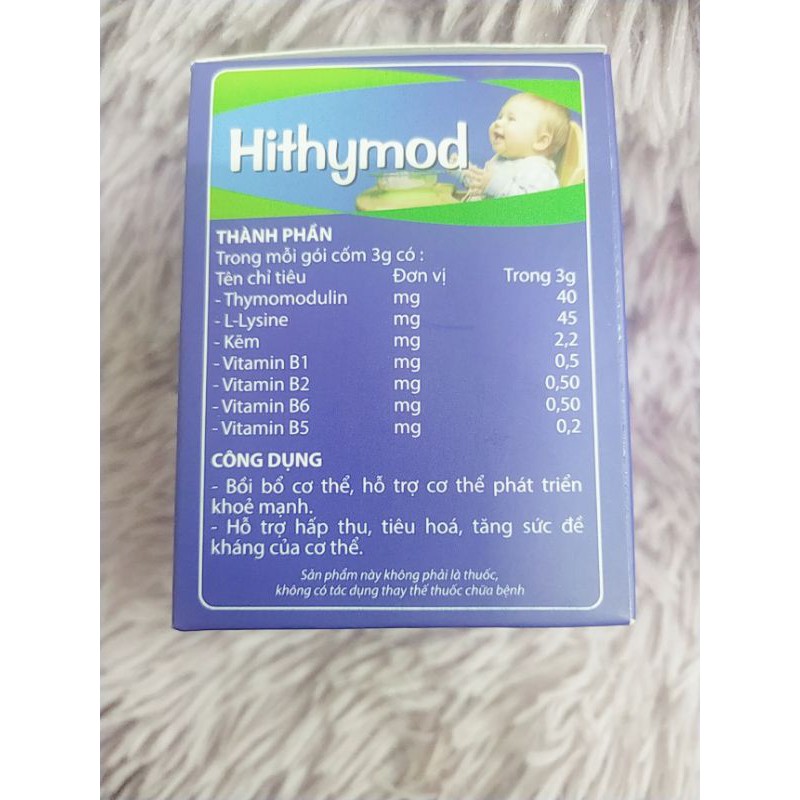 Hithymod
THÀNH PHẦN
Trong mỗi gói cốm 3g có :
Tên chỉ tiêu Đơn vị Trong 3g
- Thymomodulin mg 40
- L-Lysine mg 45
- Kẽm mg 2,2
- Vitamin B1 mg 0,5
- Vitamin B2 mg 0,50
- Vitamin B6 mg 0,50
- Vitamin B5 mg 0,2
CÔNG DỤNG
- Bồi bổ cơ thể, hỗ trợ cơ thể phát triển
khoẻ mạnh.
- Hỗ trợ hấp thu, tiêu hoá, tăng sức đề
kháng của cơ thể.
Sản phẩm này không phải là thuốc,
không có tác dụng thay thế thuốc chữa bệnh